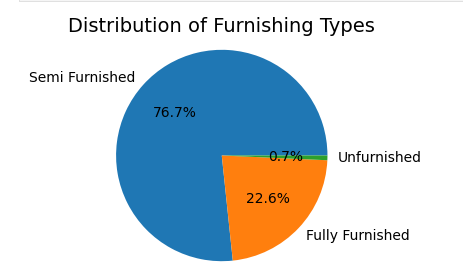 Distribution of Furnishing Types
Semi Furnished
76.7%
0.7%
Unfurnished
22.6%
Fully Furnished